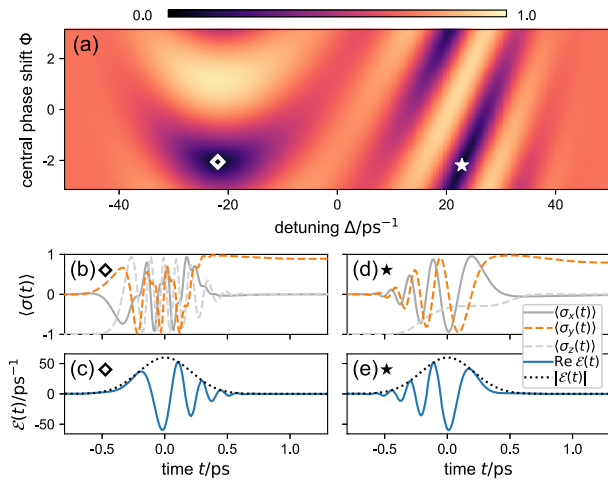 0.0 1.0
(a)
central phase shift Φ
2
0
-2
-40 -20 0 20 40
detuning Δ/ps⁻¹
(b) (d)
⟨σ(t)⟩
1
0
-1
⟨σx(t)⟩
⟨σy(t)⟩
⟨σz(t)⟩
Re ℰ(t)
|ℰ(t)|
(c) (e)
ℰ(t)/ps⁻¹
50
0
-50
-0.5 0.0 0.5 1.0 -0.5 0.0 0.5 1.0
time t/ps time t/ps